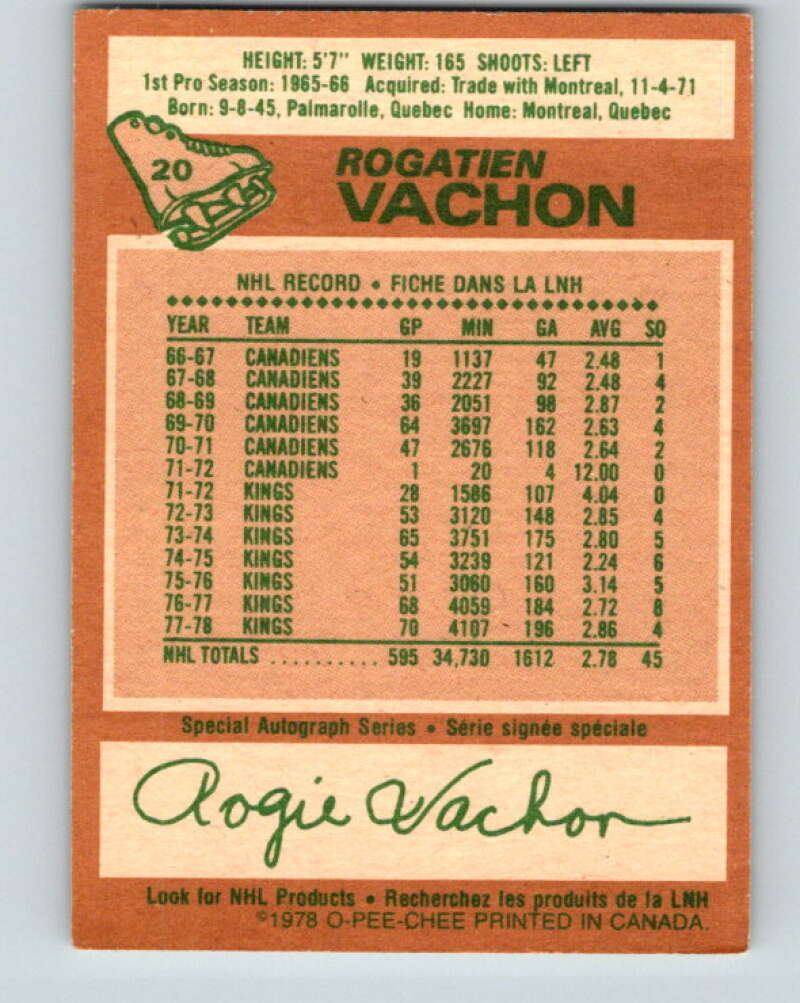 HEIGHT: 5'7" WEIGHT: 165 SHOOTS: LEFT
1st Pro Season: 1965-66 Acquired: Trade with Montreal, 11-4-71
Born: 9-8-45, Palmarolle, Quebec Home: Montreal, Quebec
20
ROGATIEN
VACHON
NHL RECORD • FICHE DANS LA LNH
YEAR TEAM GP MIN GA AVG SO
66-67 CANADIENS 19 1137 47 2.48 1
67-68 CANADIENS 39 2227 92 2.48 4
68-69 CANADIENS 36 2051 98 2.87 2
69-70 CANADIENS 64 3697 162 2.63 4
70-71 CANADIENS 47 2676 118 2.64 2
71-72 CANADIENS 1 20 4 12.00 0
71-72 KINGS 28 1586 107 4.04 0
72-73 KINGS 53 3120 148 2.85 4
73-74 KINGS 65 3751 175 2.80 5
74-75 KINGS 54 3239 121 2.24 6
75-76 KINGS 51 3060 160 3.14 5
76-77 KINGS 68 4059 184 2.72 8
77-78 KINGS 70 4107 196 2.86 4
NHL TOTALS .......... 595 34,730 1612 2.78 45
Special Autograph Series • Série signée spéciale
Rogie Vachon
Look for NHL Products • Recherchez les produits de la LNH
©1978 O-PEE-CHEE PRINTED IN CANADA.